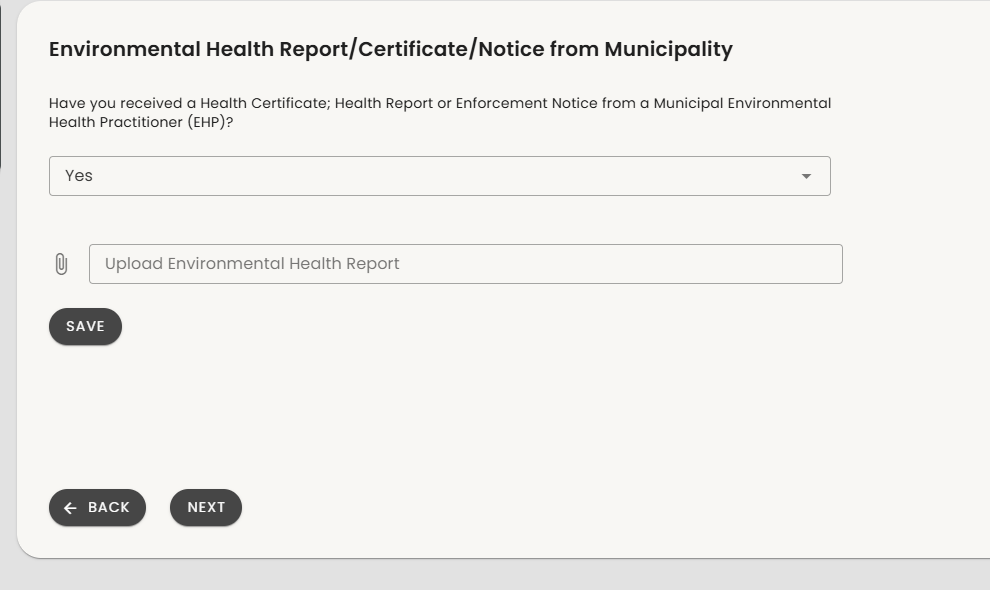 Environmental Health Report/Certificate/Notice from Municipality
Have you received a Health Certificate; Health Report or Enforcement Notice from a Municipal Environmental
Health Practitioner (EHP)?
Yes
Upload Environmental Health Report
SAVE
BACK
NEXT